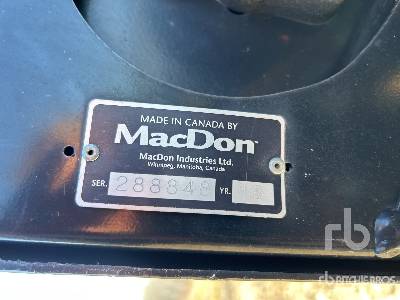 MADE IN CANADA BY
MacDon
MacDon Industries Ltd.
Winnipeg, Manitoba, Canada
SER. 288848 YR.
rb
RITCHIE BROS